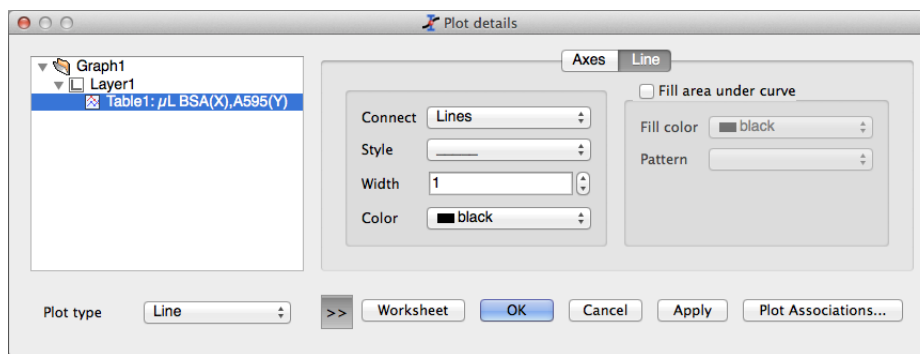 Plot details
Graph1
Layer1
Table1: µL BSA(X),A595(Y)
Axes Line
Connect Lines
Style
Width 1
Color black
Fill area under curve
Fill color black
Pattern
Plot type Line
>> Worksheet OK Cancel Apply Plot Associations...